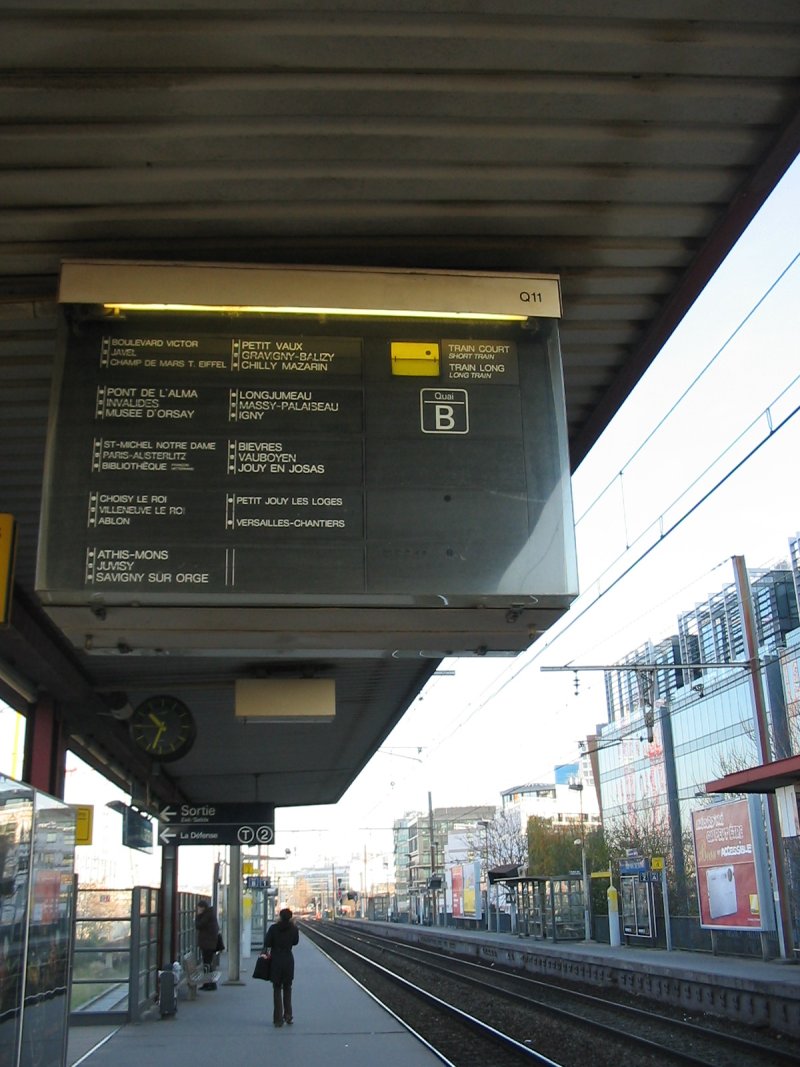 Q11
BOULEVARD VICTOR
JAVEL
CHAMP DE MARS T. EIFFEL
PETIT VAUX
GRAVIGNY-BALIZY
CHILLY MAZARIN
TRAIN COURT
SHORT TRAIN
TRAIN LONG
LONG TRAIN
PONT DE L'ALMA
INVALIDES
MUSEE D'ORSAY
LONGJUMEAU
MASSY-PALAISEAU
IGNY
Quai
B
ST-MICHEL NOTRE DAME
PARIS-AUSTERLITZ
BIBLIOTHÈQUE
BIEVRES
VAUBOYEN
JOUY EN JOSAS
CHOISY LE ROI
VILLENEUVE LE ROI
ABLON
PETIT JOUY LES LOGES
VERSAILLES-CHANTIERS
ATHIS-MONS
JUVISY
SAVIGNY SUR ORGE
Sortie
Exit/Salida
La Défense T 2